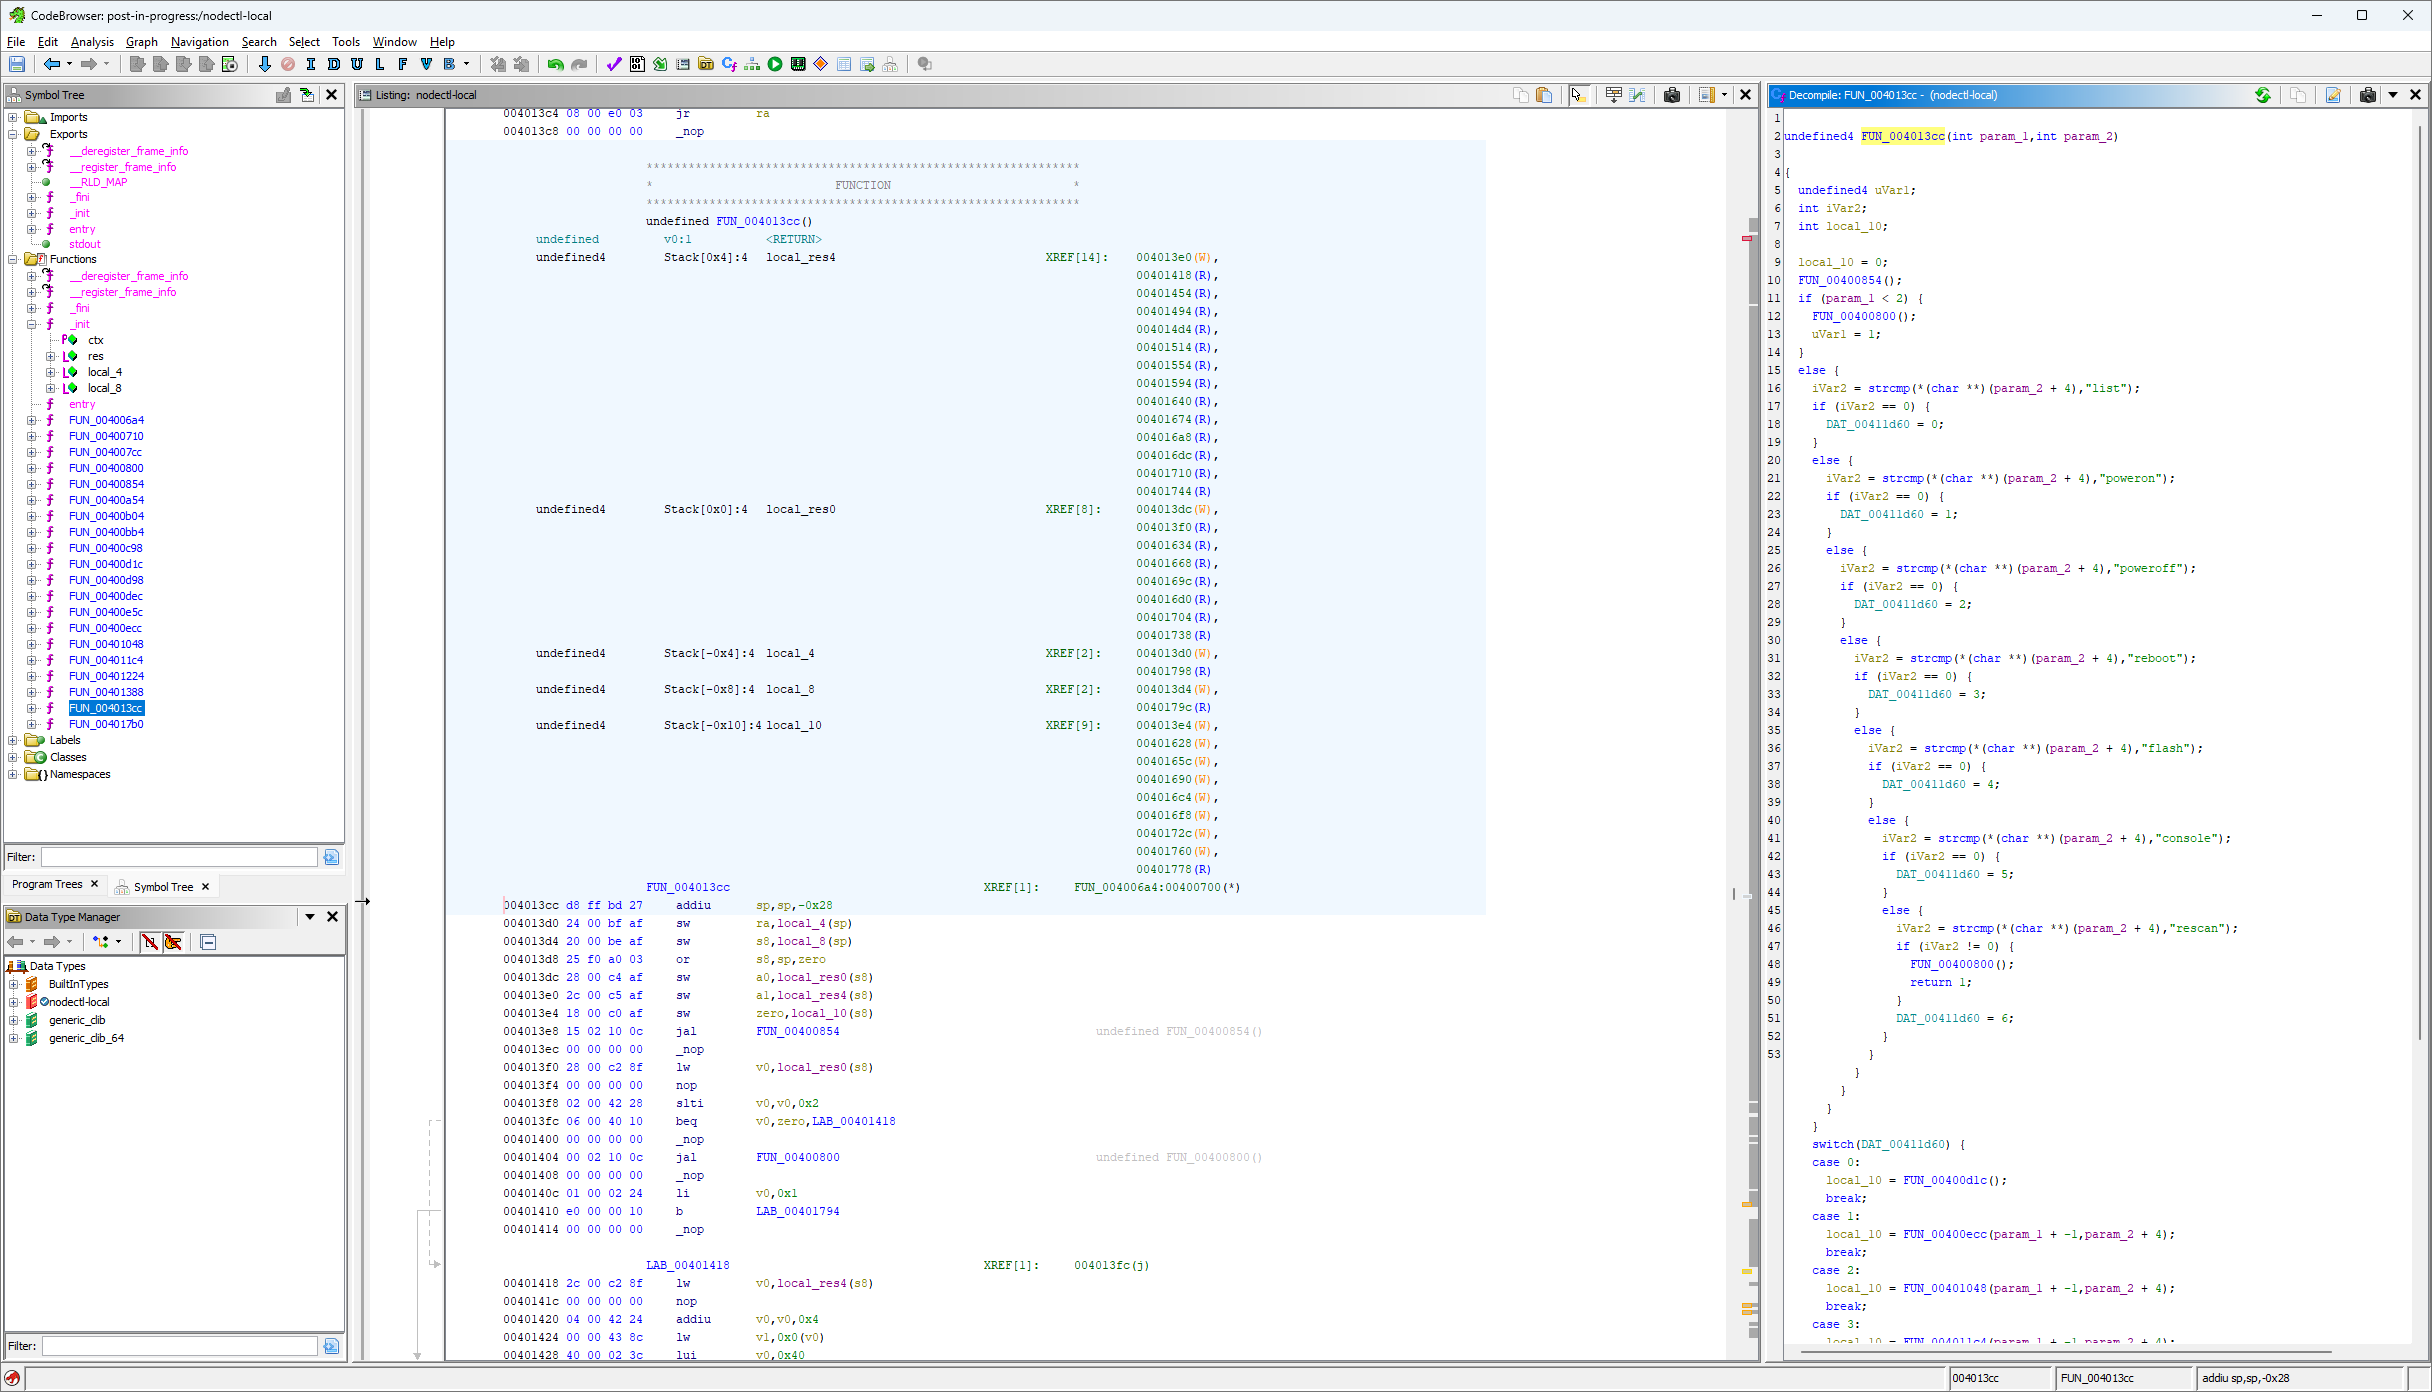 CodeBrowser: post-in-progress:/nodectl-local
File Edit Analysis Graph Navigation Search Select Tools Window Help
I D U L F V B
Symbol Tree
Imports
Exports
__deregister_frame_info
__register_frame_info
__RLD_MAP
_fini
_init
entry
stdout
Functions
__deregister_frame_info
__register_frame_info
_fini
_init
ctx
res
local_4
local_8
entry
FUN_004006a4
FUN_00400710
FUN_004007cc
FUN_00400800
FUN_00400854
FUN_00400a54
FUN_00400b04
FUN_00400bb4
FUN_00400c98
FUN_00400d1c
FUN_00400d98
FUN_00400dec
FUN_00400e5c
FUN_00400ecc
FUN_00401048
FUN_004011c4
FUN_00401224
FUN_00401388
FUN_004013cc
FUN_004017b0
Labels
Classes
Namespaces
Filter:
Program Trees
Symbol Tree
Data Type Manager
Data Types
BuiltInTypes
nodectl-local
generic_clib
generic_clib_64
Filter:
Listing: nodectl-local
004013c4 08 00 e0 03 jr ra
004013c8 00 00 00 00 _nop
**************************************************************
* FUNCTION *
**************************************************************
undefined FUN_004013cc()
undefined v0:1 <RETURN>
undefined4 Stack[0x4]:4 local_res4 XREF[14]: 004013e0(W),
00401418(R),
00401454(R),
00401494(R),
004014d4(R),
00401514(R),
00401554(R),
00401594(R),
00401640(R),
00401674(R),
004016a8(R),
004016dc(R),
00401710(R),
00401744(R)
undefined4 Stack[0x0]:4 local_res0 XREF[8]: 004013dc(W),
004013f0(R),
00401634(R),
00401668(R),
0040169c(R),
004016d0(R),
00401704(R),
00401738(R)
undefined4 Stack[-0x4]:4 local_4 XREF[2]: 004013d0(W),
00401798(R)
undefined4 Stack[-0x8]:4 local_8 XREF[2]: 004013d4(W),
0040179c(R)
undefined4 Stack[-0x10]:4 local_10 XREF[9]: 004013e4(W),
00401628(W),
0040165c(W),
00401690(W),
004016c4(W),
004016f8(W),
0040172c(W),
00401760(W),
00401778(R)
FUN_004013cc XREF[1]: FUN_004006a4:00400700(*)
004013cc d8 ff bd 27 addiu sp,sp,-0x28
004013d0 24 00 bf af sw ra,local_4(sp)
004013d4 20 00 be af sw s8,local_8(sp)
004013d8 25 f0 a0 03 or s8,sp,zero
004013dc 28 00 c4 af sw a0,local_res0(s8)
004013e0 2c 00 c5 af sw a1,local_res4(s8)
004013e4 18 00 c0 af sw zero,local_10(s8)
004013e8 15 02 10 0c jal FUN_00400854 undefined FUN_00400854()
004013ec 00 00 00 00 _nop
004013f0 28 00 c2 8f lw v0,local_res0(s8)
004013f4 00 00 00 00 nop
004013f8 02 00 42 28 slti v0,v0,0x2
004013fc 06 00 40 10 beq v0,zero,LAB_00401418
00401400 00 00 00 00 _nop
00401404 00 02 10 0c jal FUN_00400800 undefined FUN_00400800()
00401408 00 00 00 00 _nop
0040140c 01 00 02 24 li v0,0x1
00401410 e0 00 00 10 b LAB_00401794
00401414 00 00 00 00 _nop
LAB_00401418 XREF[1]: 004013fc(j)
00401418 2c 00 c2 8f lw v0,local_res4(s8)
0040141c 00 00 00 00 nop
00401420 04 00 42 24 addiu v0,v0,0x4
00401424 00 00 43 8c lw v1,0x0(v0)
00401428 40 00 02 3c lui v0,0x40
Decompile: FUN_004013cc - (nodectl-local)
1
2 undefined4 FUN_004013cc(int param_1,int param_2)
3
4 {
5 undefined4 uVar1;
6 int iVar2;
7 int local_10;
8
9 local_10 = 0;
10 FUN_00400854();
11 if (param_1 < 2) {
12 FUN_00400800();
13 uVar1 = 1;
14 }
15 else {
16 iVar2 = strcmp(*(char **)(param_2 + 4),"list");
17 if (iVar2 == 0) {
18 DAT_00411d60 = 0;
19 }
20 else {
21 iVar2 = strcmp(*(char **)(param_2 + 4),"poweron");
22 if (iVar2 == 0) {
23 DAT_00411d60 = 1;
24 }
25 else {
26 iVar2 = strcmp(*(char **)(param_2 + 4),"poweroff");
27 if (iVar2 == 0) {
28 DAT_00411d60 = 2;
29 }
30 else {
31 iVar2 = strcmp(*(char **)(param_2 + 4),"reboot");
32 if (iVar2 == 0) {
33 DAT_00411d60 = 3;
34 }
35 else {
36 iVar2 = strcmp(*(char **)(param_2 + 4),"flash");
37 if (iVar2 == 0) {
38 DAT_00411d60 = 4;
39 }
40 else {
41 iVar2 = strcmp(*(char **)(param_2 + 4),"console");
42 if (iVar2 == 0) {
43 DAT_00411d60 = 5;
44 }
45 else {
46 iVar2 = strcmp(*(char **)(param_2 + 4),"rescan");
47 if (iVar2 != 0) {
48 FUN_00400800();
49 return 1;
50 }
51 DAT_00411d60 = 6;
52 }
53 }
}
}
}
}
switch(DAT_00411d60) {
case 0:
local_10 = FUN_00400d1c();
break;
case 1:
local_10 = FUN_00400ecc(param_1 + -1,param_2 + 4);
break;
case 2:
local_10 = FUN_00401048(param_1 + -1,param_2 + 4);
break;
case 3:
local_10 = FUN_004011c4(param_1 + -1,param_2 + 4);
004013cc FUN_004013cc addiu sp,sp,-0x28